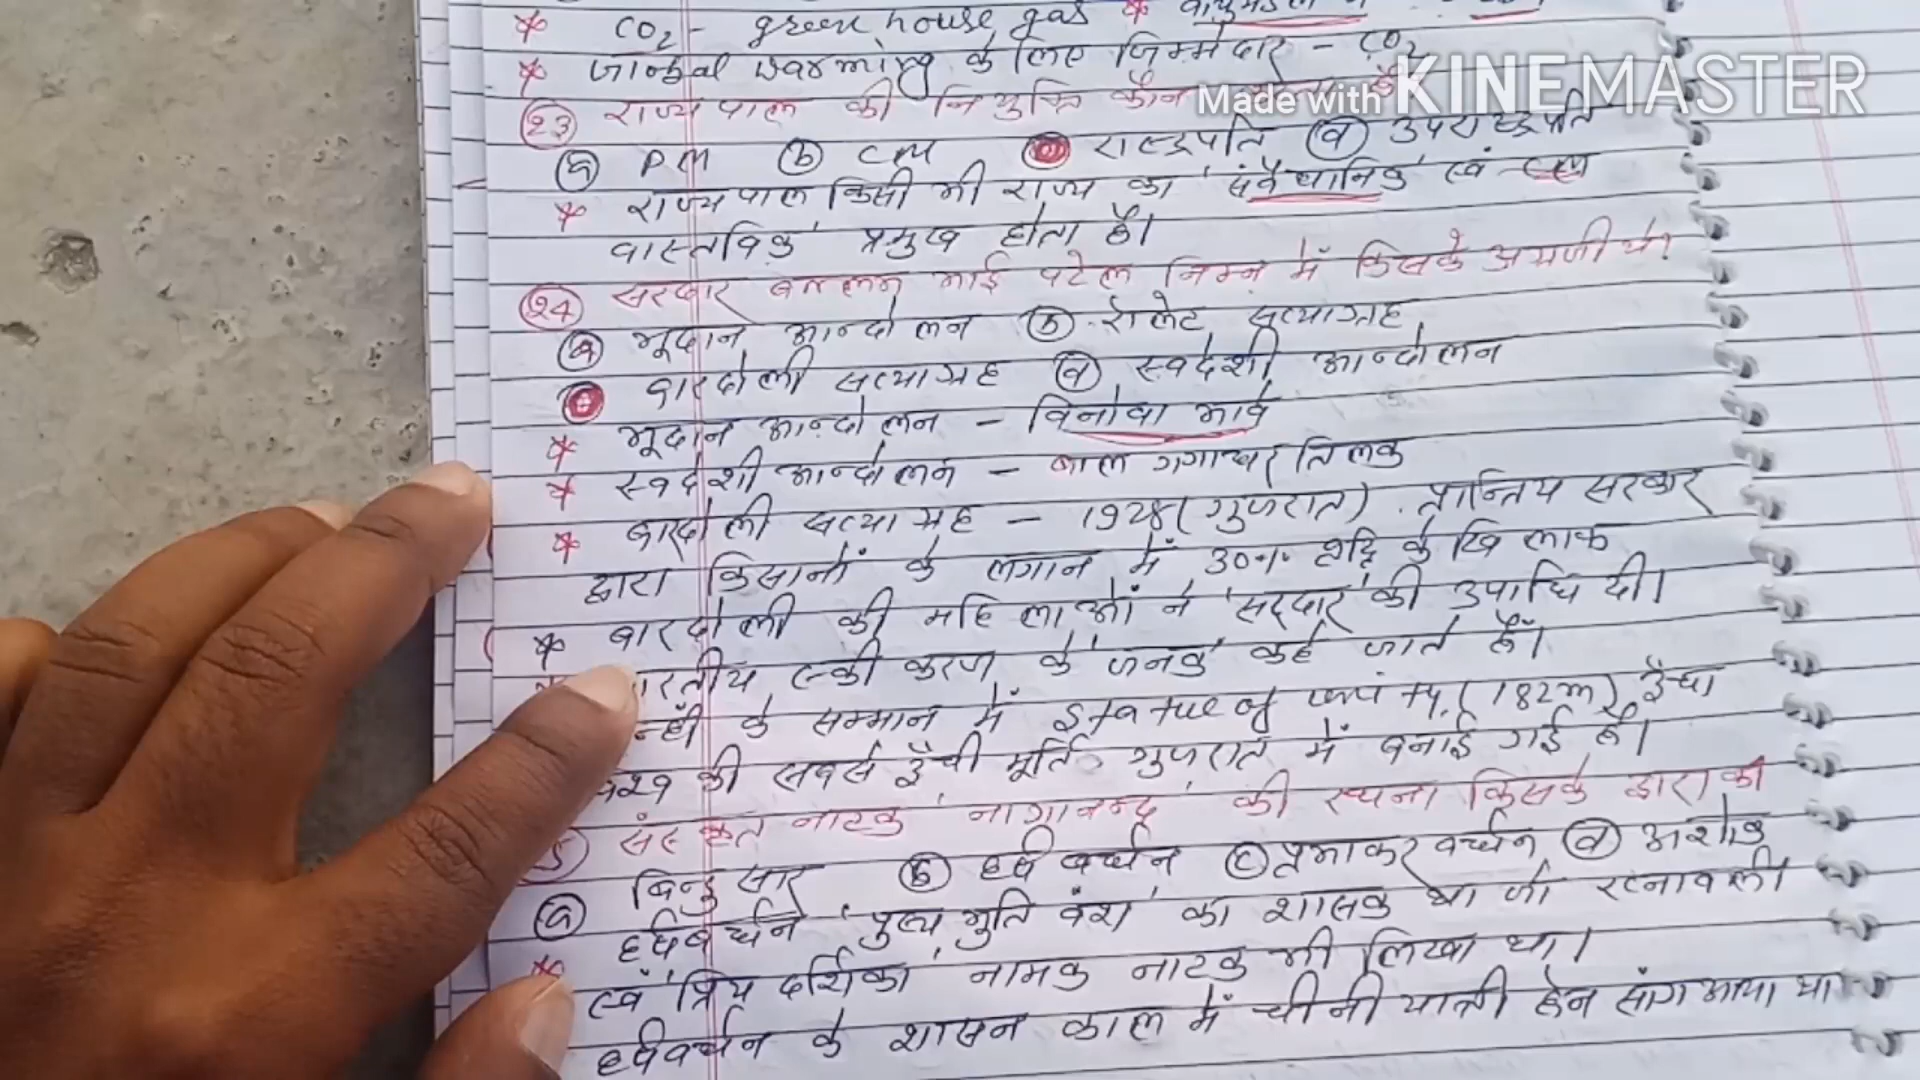 * CO2 - green house gas *
* ग्लोबल warming के लिए जिम्मेदार - CO2
Made with KINEMASTER
23 राज्यपाल की नियुक्ति कौन
a PM b CM राष्ट्रपति d उपराष्ट्रपति
* राज्यपाल किसी भी राज्य का 'संवैधानिक' एवं CM
वास्तविक' प्रमुख होता है।
24 सरदार बल्लभ भाई पटेल निम्न में किसके अग्रणी थे।
a भूदान आन्दोलन b रौलेट सत्याग्रह
c बारदोली सत्याग्रह d स्वदेशी आन्दोलन
* भूदान आन्दोलन - विनोवा भावे
* स्वदेशी आन्दोलन - बाल गंगाधर तिलक
* बारदोली सत्याग्रह - 1928 (गुजरात). प्रान्तिय सरकार
द्वारा किसानों के लगान में 30% वृद्दि के खिलाफ
* बारदोली की महिलाओं ने 'सरदार' की उपाधि दी।
रतीय एकीकरण के 'जनक' कहे जाते हैं।
न्हीं के सम्मान में Statue of unity. (182m) ऊँचा
की सबसे ऊँची मूर्ति गुजरात में बनाई गई है।
संस्कृत नाटक 'नागानन्द' की रचना किसके द्वारा की
a बिन्दुसार b हर्षवर्धन c प्रभाकरवर्धन d अशोक
* हर्षवर्धन 'पुष्यभुति वंश' का शासक था जो रत्नावली
एवं 'प्रियदर्शिका' नामक नाटक भी लिखा था।
हर्षवर्धन के शासन काल में चीनी यात्री हेनसांग आया था